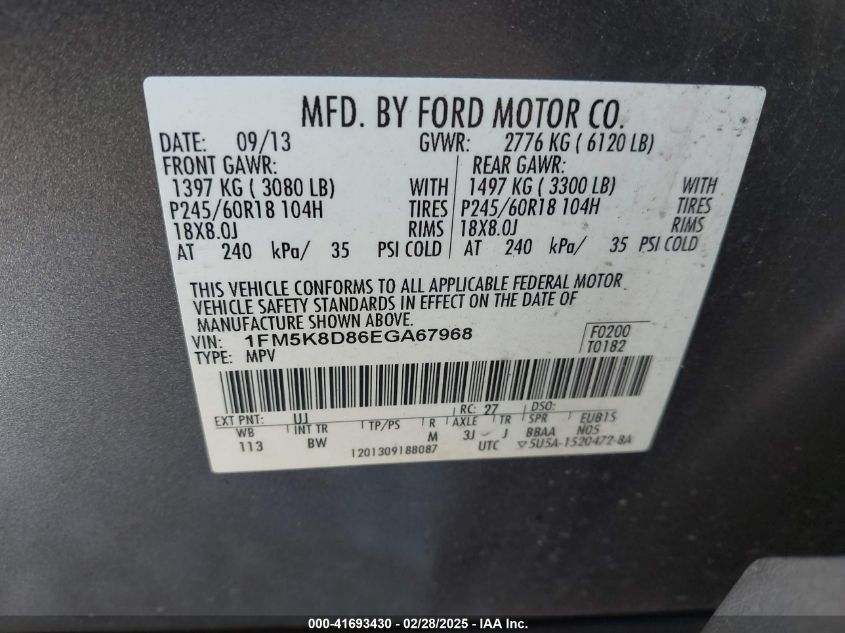 MFD. BY FORD MOTOR CO.
DATE: 09/13 GVWR: 2776 KG ( 6120 LB)
FRONT GAWR: REAR GAWR:
1397 KG ( 3080 LB) WITH 1497 KG ( 3300 LB) WITH
P245/60R18 104H TIRES P245/60R18 104H TIRES
18X8.0J RIMS 18X8.0J RIMS
AT 240 kPa/ 35 PSI COLD AT 240 kPa/ 35 PSI COLD
THIS VEHICLE CONFORMS TO ALL APPLICABLE FEDERAL MOTOR
VEHICLE SAFETY STANDARDS IN EFFECT ON THE DATE OF
MANUFACTURE SHOWN ABOVE.
VIN: 1FM5K8D86EGA67968 F0200
TYPE: MPV T0182
EXT PNT: UJ RC: 27 DSO:
WB INT TR TP/PS R AXLE TR SPR EUB1S
113 BW M 3J J BBAA N05
1201309188087 UTC ▽5U5A-1520472-8A
000-41693430 - 02/28/2025 - IAA Inc.